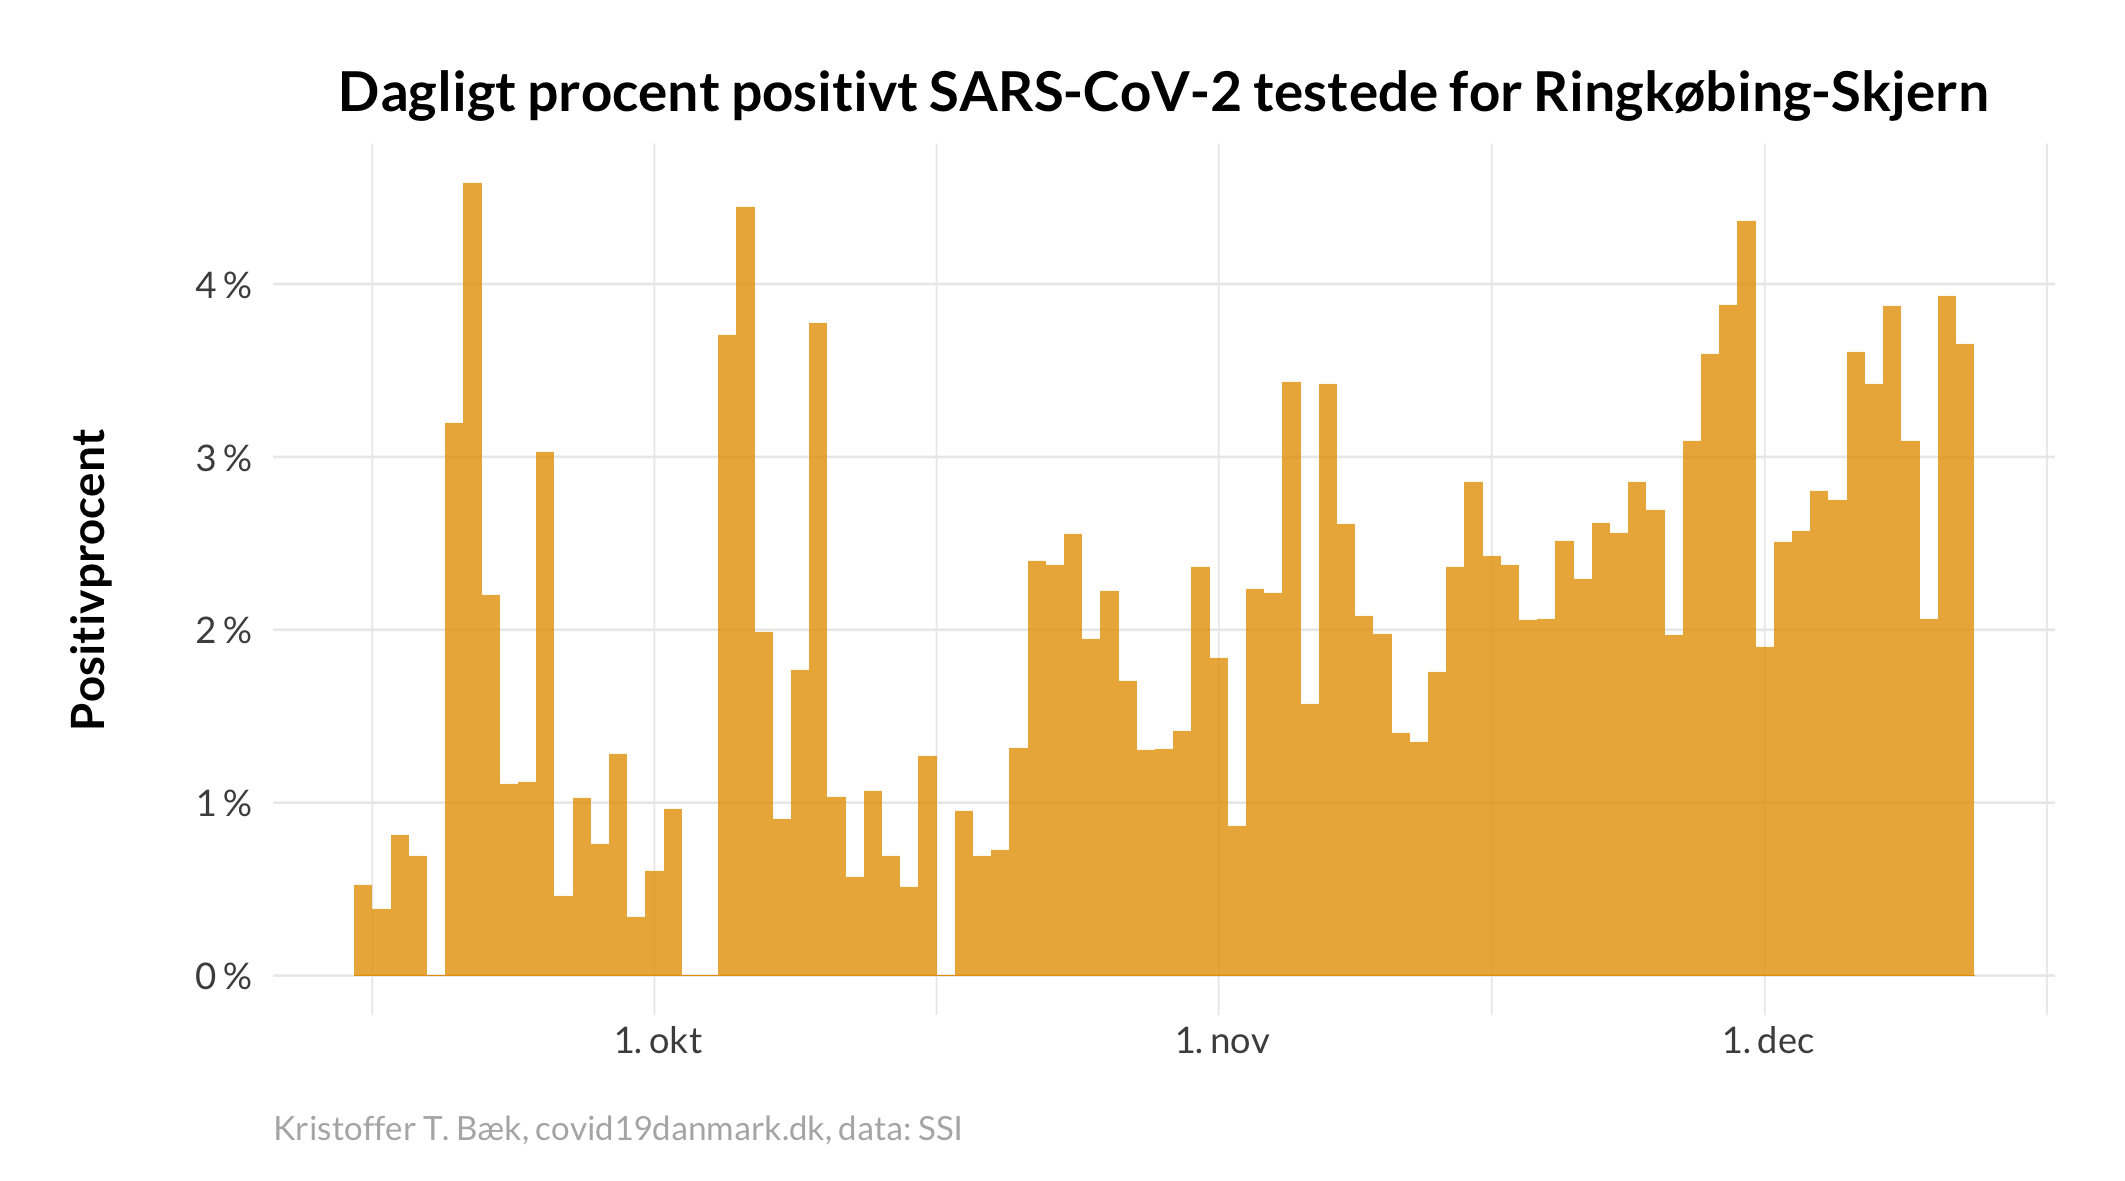 Dagligt procent positivt SARS-CoV-2 testede for Ringkøbing-Skjern
Positivprocent
4 %
3 %
2 %
1 %
0 %
1. okt
1. nov
1. dec
Kristoffer T. Bæk, covid19danmark.dk, data: SSI